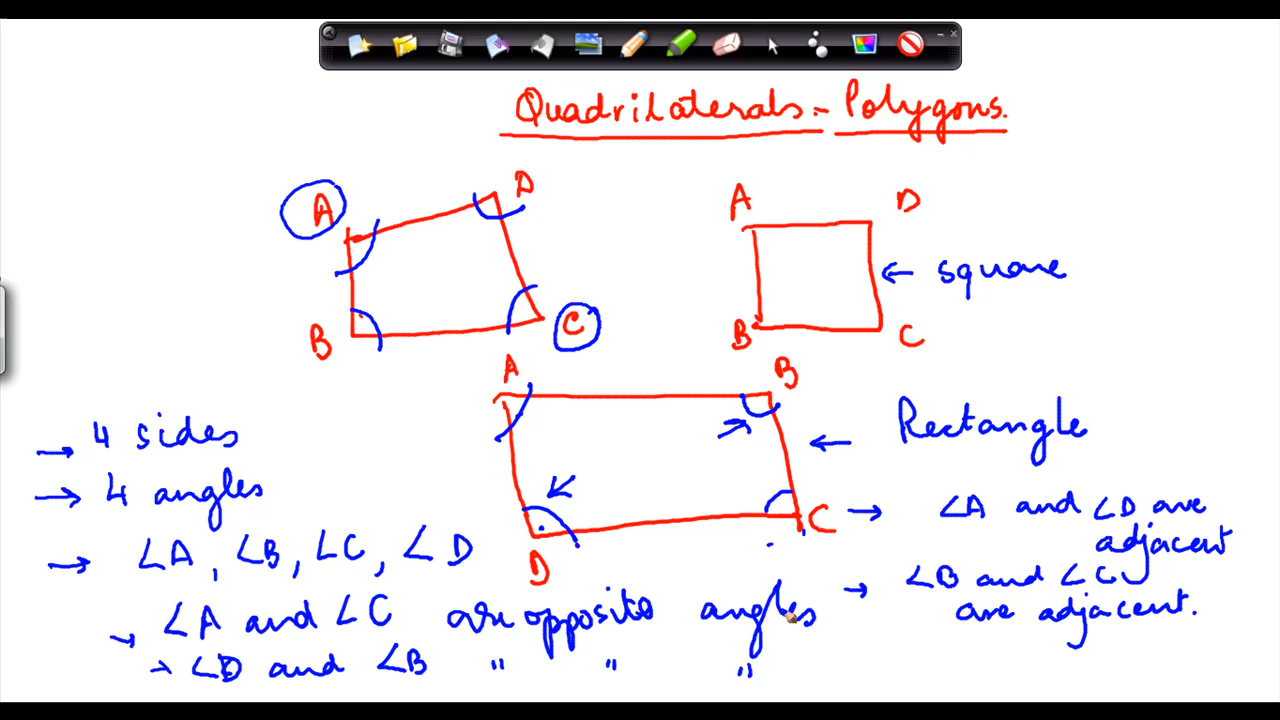 Quadrilaterals - Polygons.
A
D
B
C
A
D
B
C
← square
A
B
D
C
← Rectangle
→ 4 sides
→ 4 angles
→ ∠A, ∠B, ∠C, ∠D
→ ∠A and ∠C are opposite angles
→ ∠D and ∠B " " "
→ ∠A and ∠D are
adjacent
→ ∠B and ∠C
are adjacent.